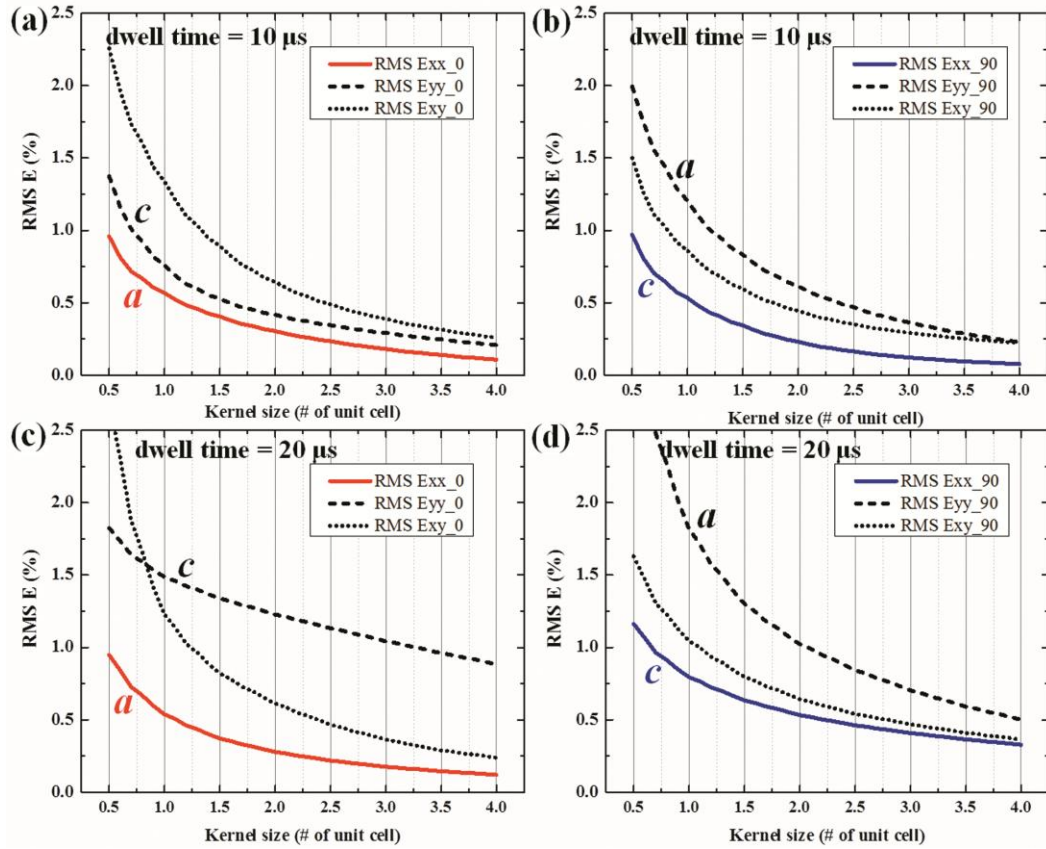 (a)
dwell time = 10 μs
RMS Exx_0
RMS Eyy_0
RMS Exy_0
c
a
RMS E (%)
2.5
2.0
1.5
1.0
0.5
0.0
0.5 1.0 1.5 2.0 2.5 3.0 3.5 4.0
Kernel size (# of unit cell)
(b)
dwell time = 10 μs
RMS Exx_90
RMS Eyy_90
RMS Exy_90
a
c
RMS E (%)
2.5
2.0
1.5
1.0
0.5
0.0
0.5 1.0 1.5 2.0 2.5 3.0 3.5 4.0
Kernel size (# of unit cell)
(c)
dwell time = 20 μs
RMS Exx_0
RMS Eyy_0
RMS Exy_0
c
a
RMS E (%)
2.5
2.0
1.5
1.0
0.5
0.0
0.5 1.0 1.5 2.0 2.5 3.0 3.5 4.0
Kernel size (# of unit cell)
(d)
dwell time = 20 μs
RMS Exx_90
RMS Eyy_90
RMS Exy_90
a
c
RMS E (%)
2.5
2.0
1.5
1.0
0.5
0.0
0.5 1.0 1.5 2.0 2.5 3.0 3.5 4.0
Kernel size (# of unit cell)